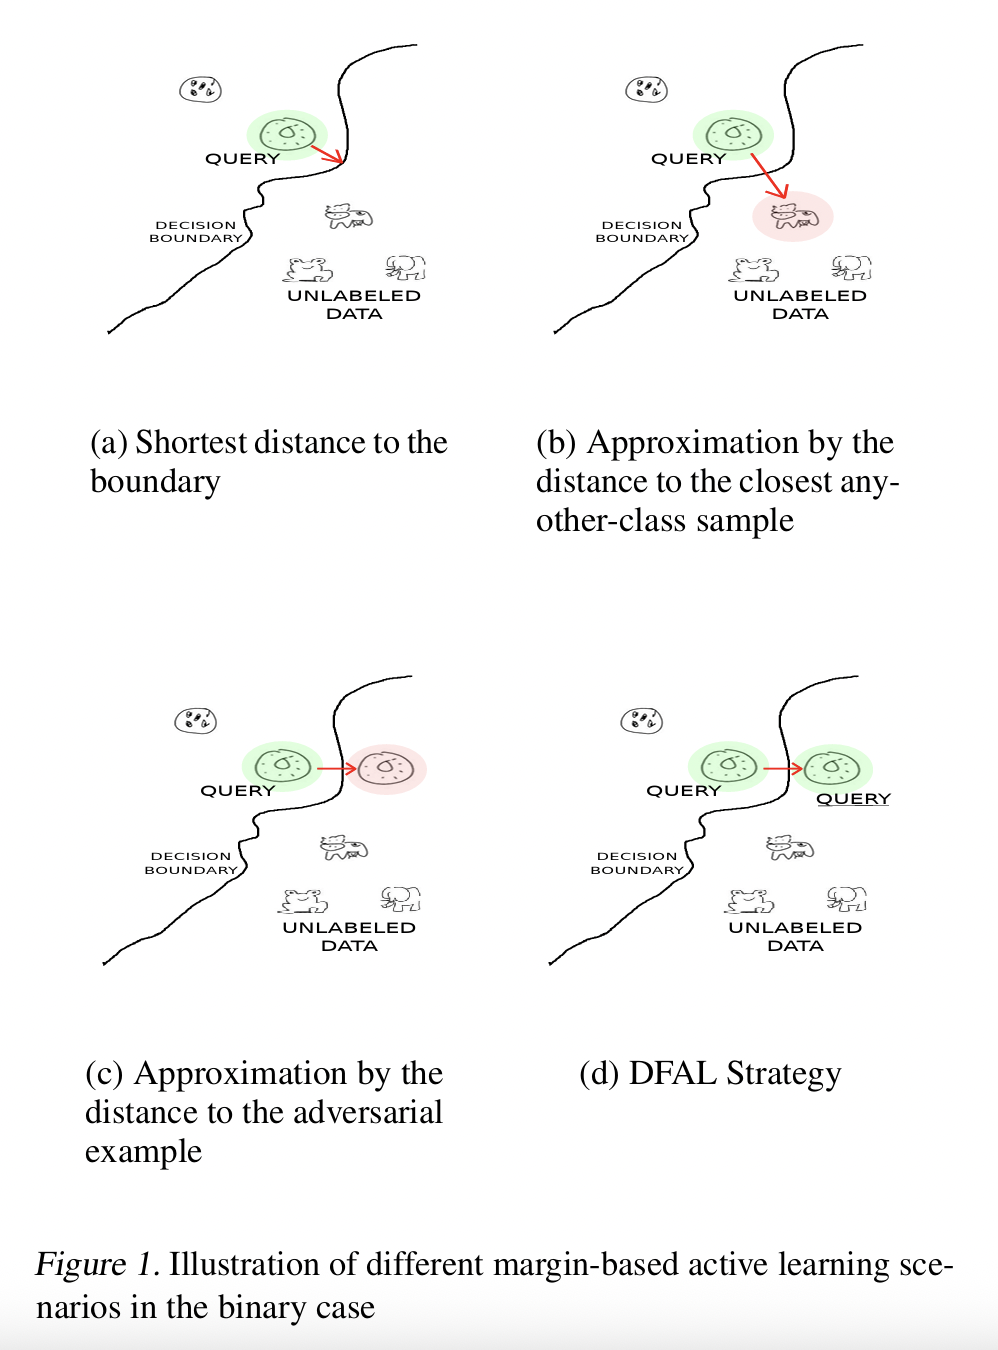 QUERY
DECISION
BOUNDARY
UNLABELED
DATA
(a) Shortest distance to the
boundary
QUERY
DECISION
BOUNDARY
UNLABELED
DATA
(b) Approximation by the
distance to the closest any-
other-class sample
QUERY
DECISION
BOUNDARY
UNLABELED
DATA
(c) Approximation by the
distance to the adversarial
example
QUERY
QUERY
DECISION
BOUNDARY
UNLABELED
DATA
(d) DFAL Strategy
Figure 1. Illustration of different margin-based active learning sce-
narios in the binary case